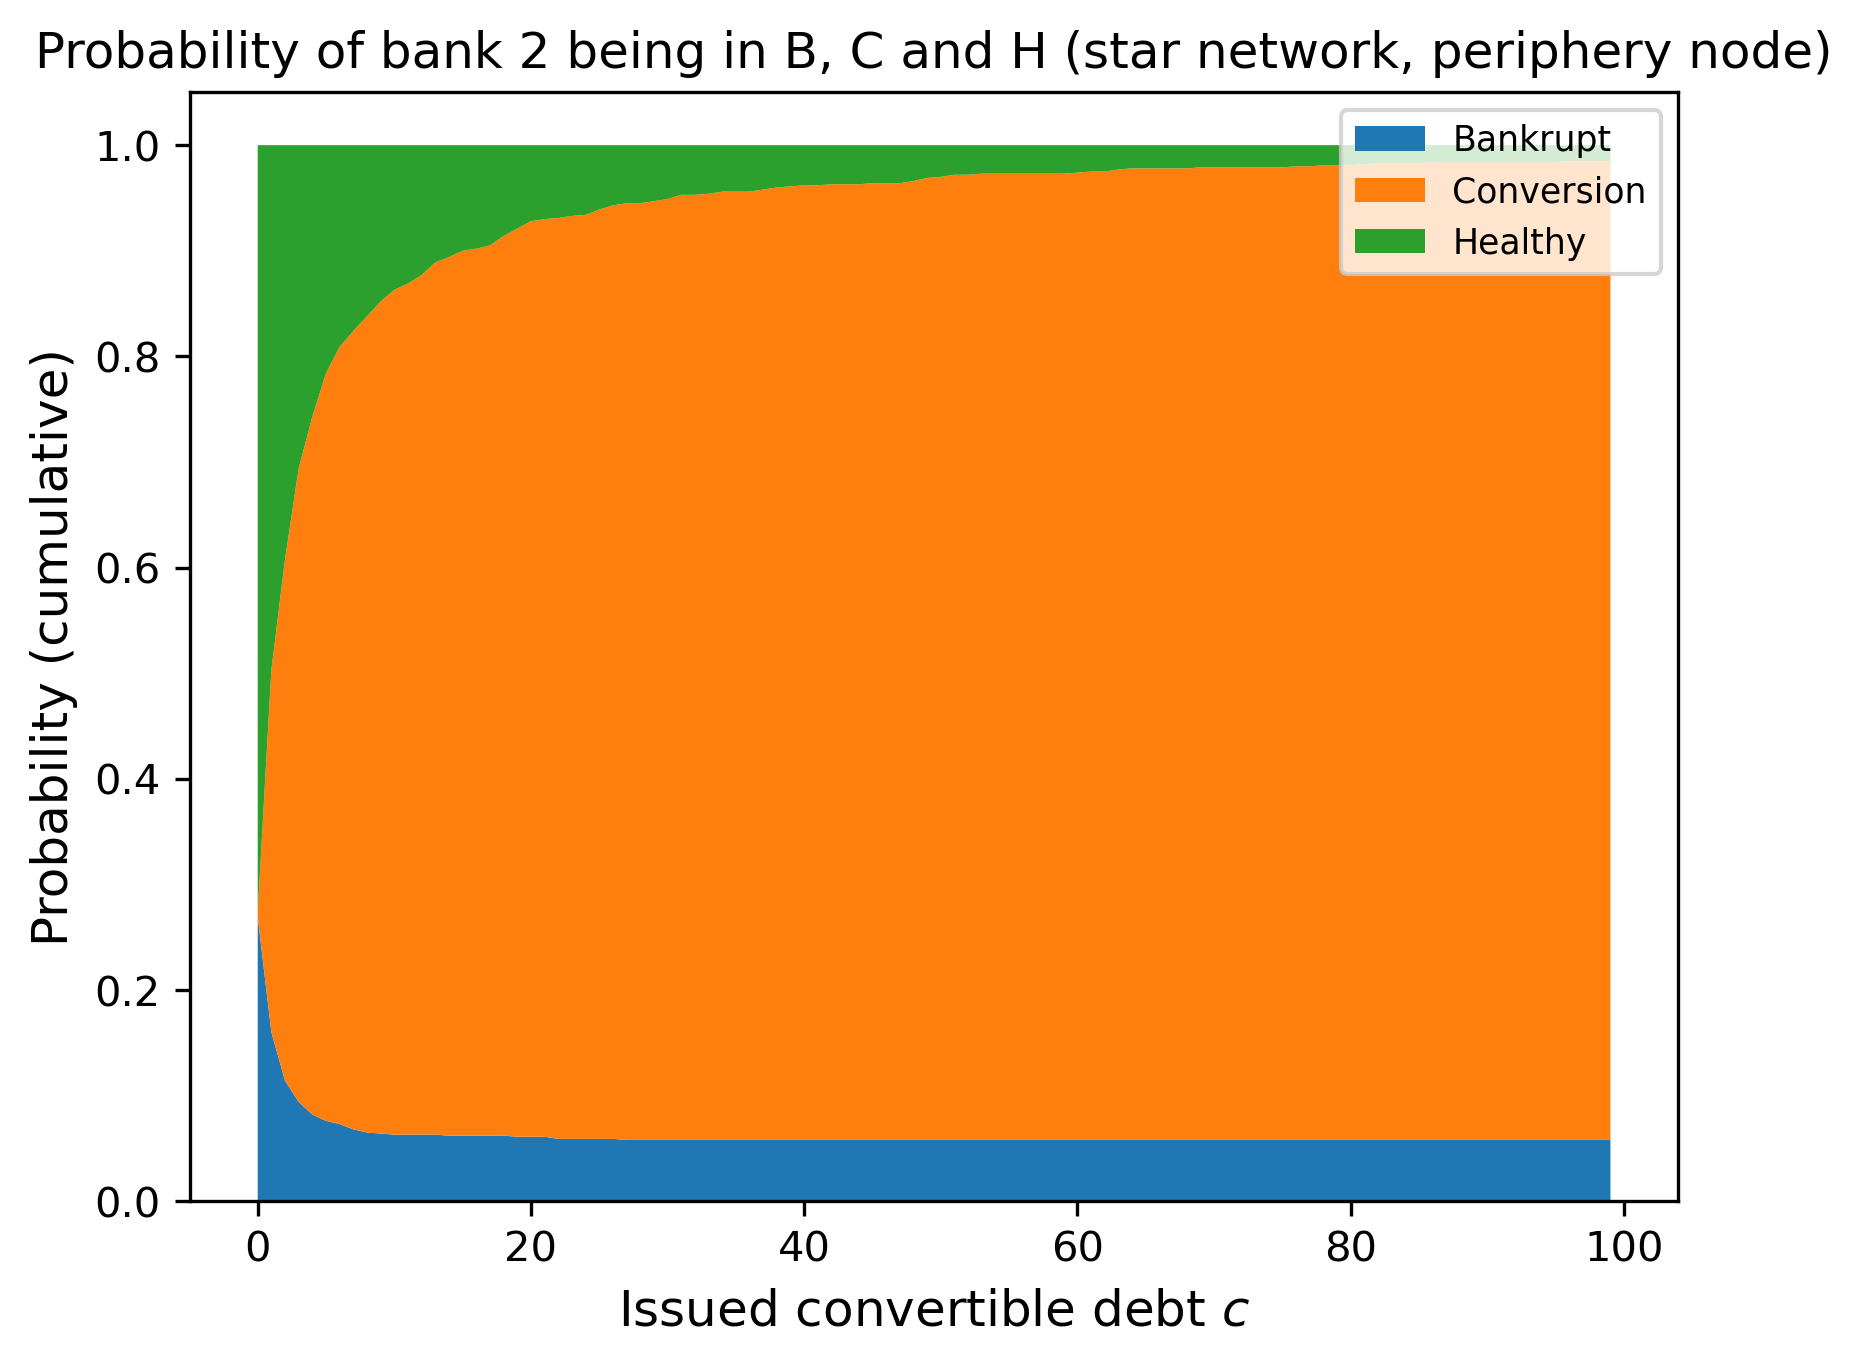 Probability of bank 2 being in B, C and H (star network, periphery node)
Bankrupt
Conversion
Healthy
Probability (cumulative)
1.0
0.8
0.6
0.4
0.2
0.0
0 20 40 60 80 100
Issued convertible debt c